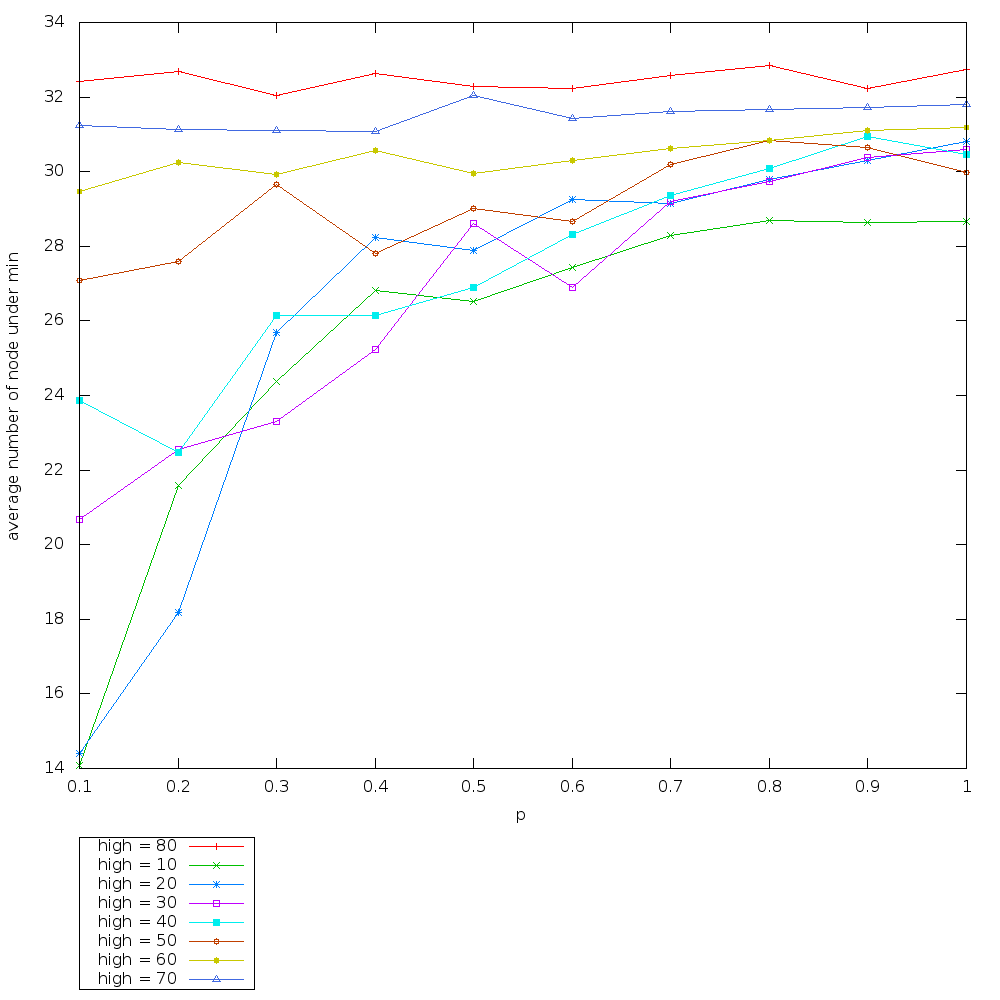 34
32
30
28
26
24
22
20
18
16
14
average number of node under min
0.1 0.2 0.3 0.4 0.5 0.6 0.7 0.8 0.9 1
p
high = 80
high = 10
high = 20
high = 30
high = 40
high = 50
high = 60
high = 70